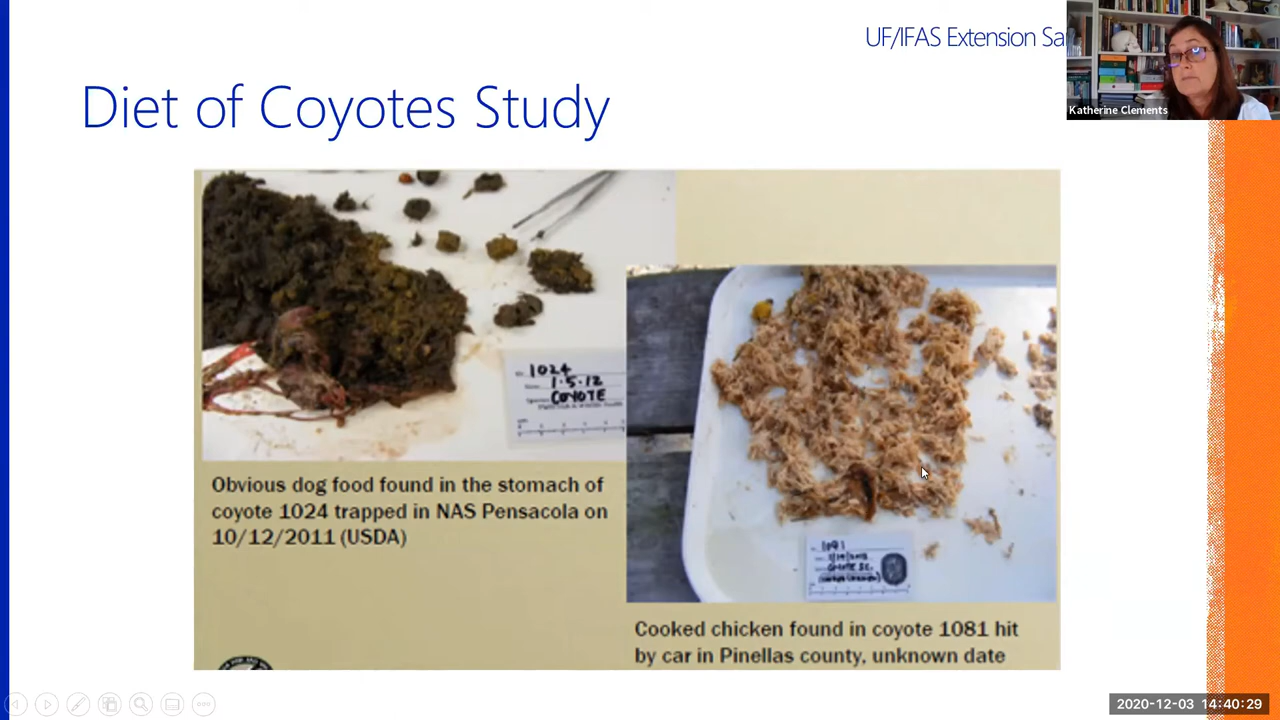 UF/IFAS Extension Sa
Katherine Clements
Diet of Coyotes Study
1024
1.5.12
COYOTE
Obvious dog food found in the stomach of
coyote 1024 trapped in NAS Pensacola on
10/12/2011 (USDA)
1081
Cooked chicken found in coyote 1081 hit
by car in Pinellas county, unknown date
2020-12-03 14:40:29